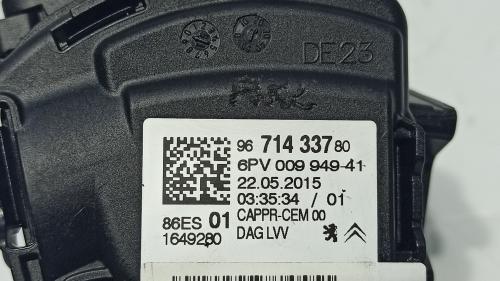 DE23
96 714 337 80
6PV 009 949-41
22.05.2015
03:35:34 / 01
86ES 01 CAPPR-CEM 00
1649280 DAG LVV